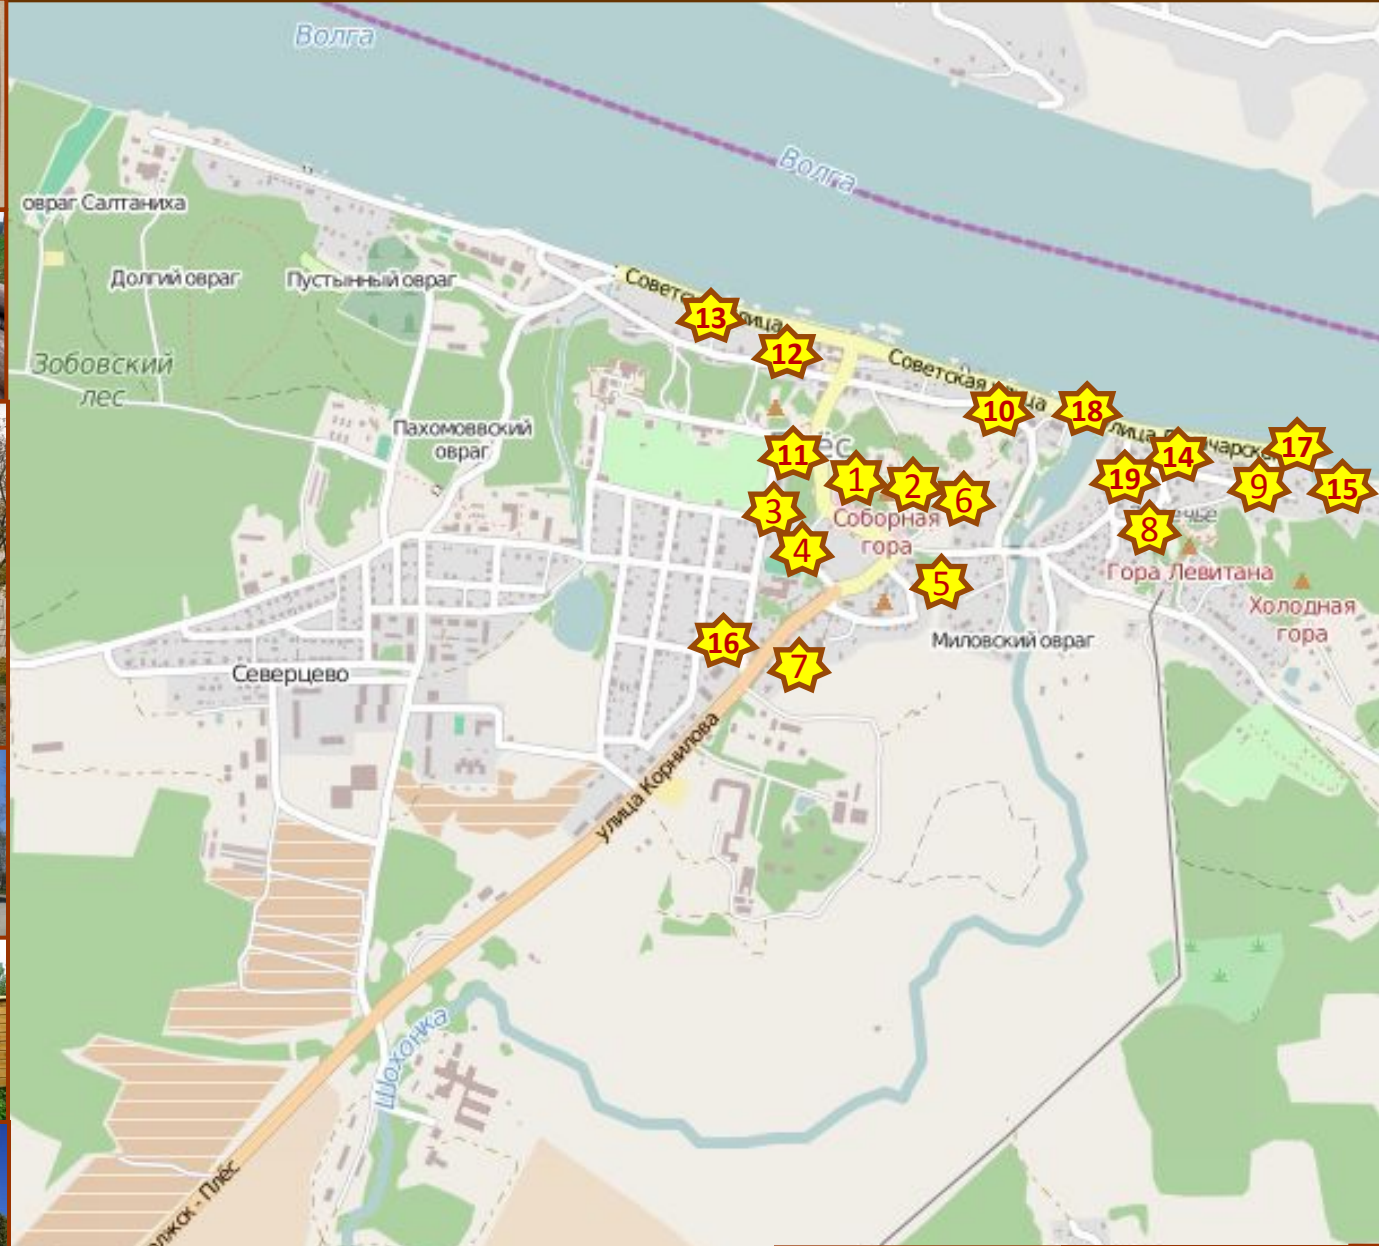 Волга
Волга
овраг Салтаниха
Долгий овраг
Пустынный овраг
Советская улица
13
12
Зобовский
лес
Советская улица
10
18
Пахомовский
овраг
11
1
2
6
3
4
Соборная
гора
5
19
14
17
9
15
8
Гора Левитана
Холодная
гора
16
7
Миловский овраг
Северцево
улица Корнилова
Шохонка
- Плёс